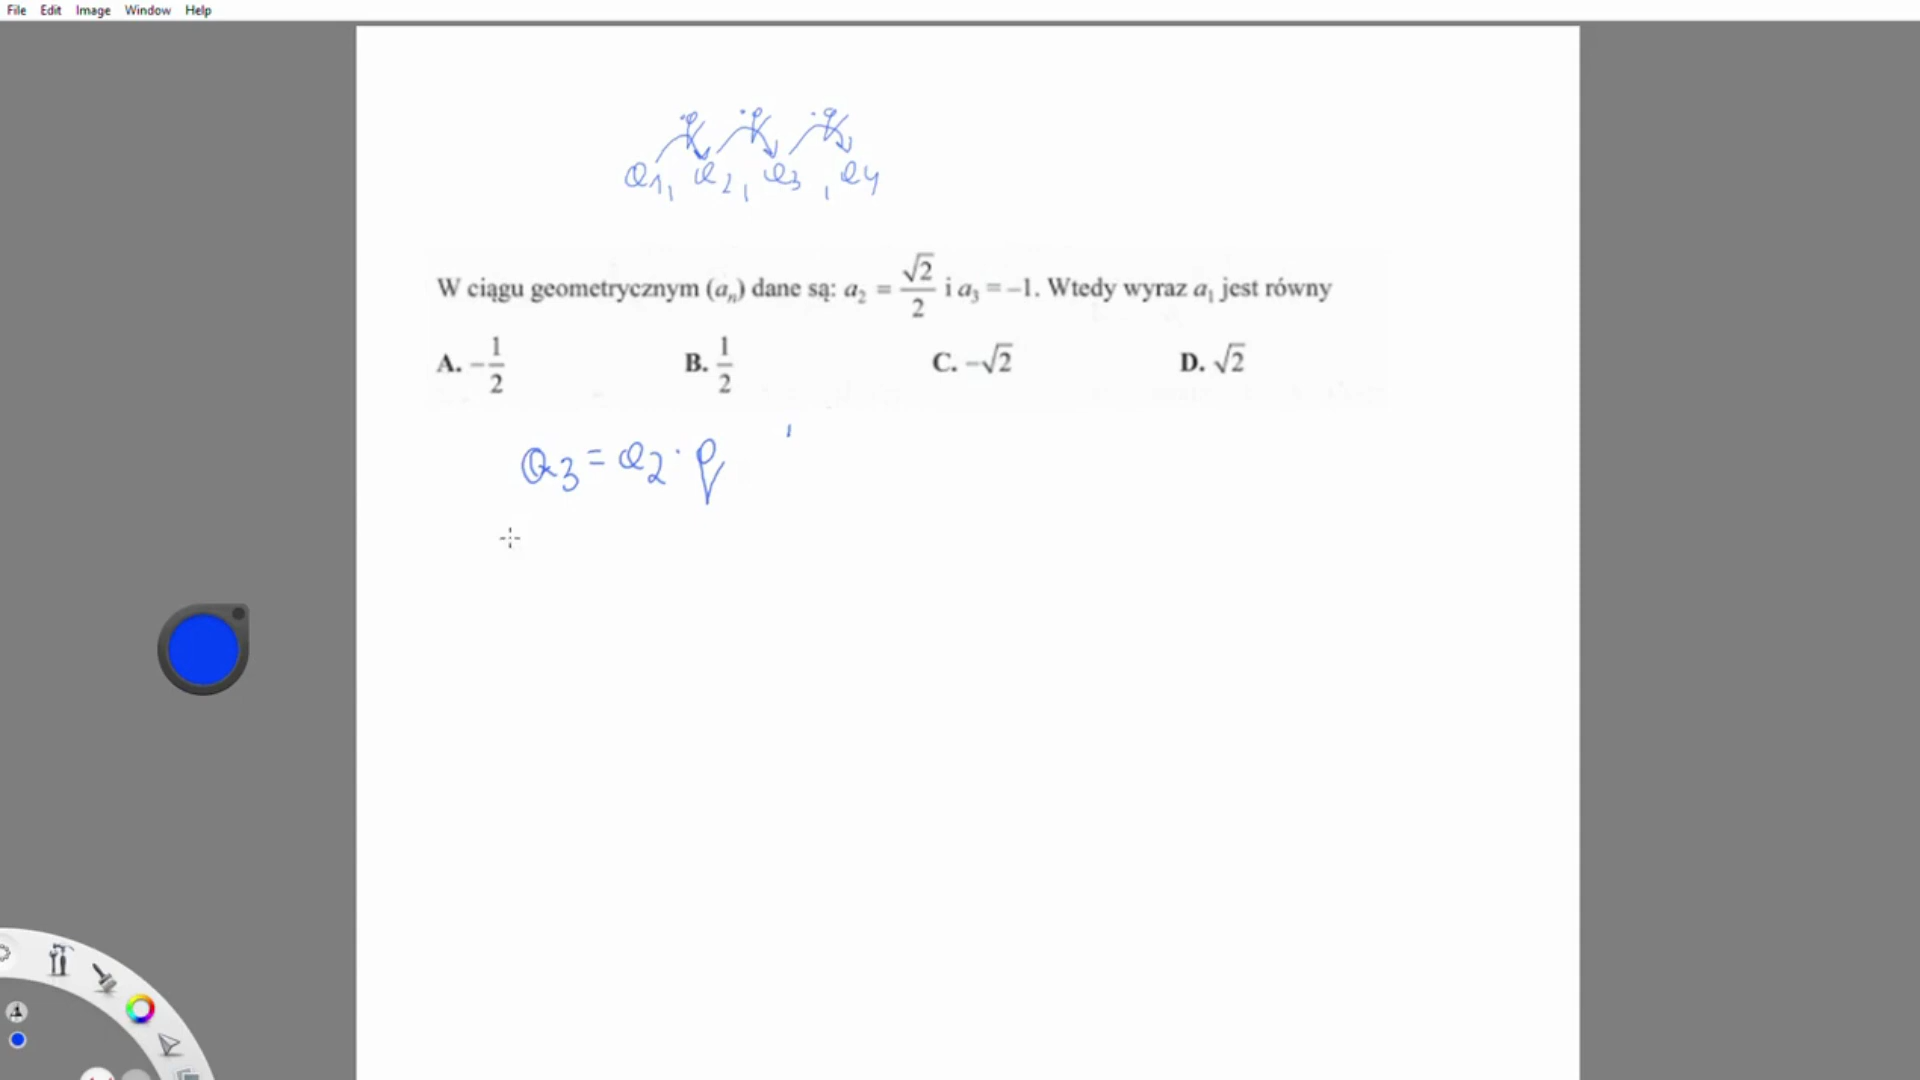 File Edit Image Window Help
·q ·q ·q
a1, a2, a3, a4
W ciągu geometrycznym (aₙ) dane są: a₂ = √2/2 i a₃ = –1. Wtedy wyraz a₁ jest równy
A. –1/2 B. 1/2 C. –√2 D. √2
a3 = a2 · q